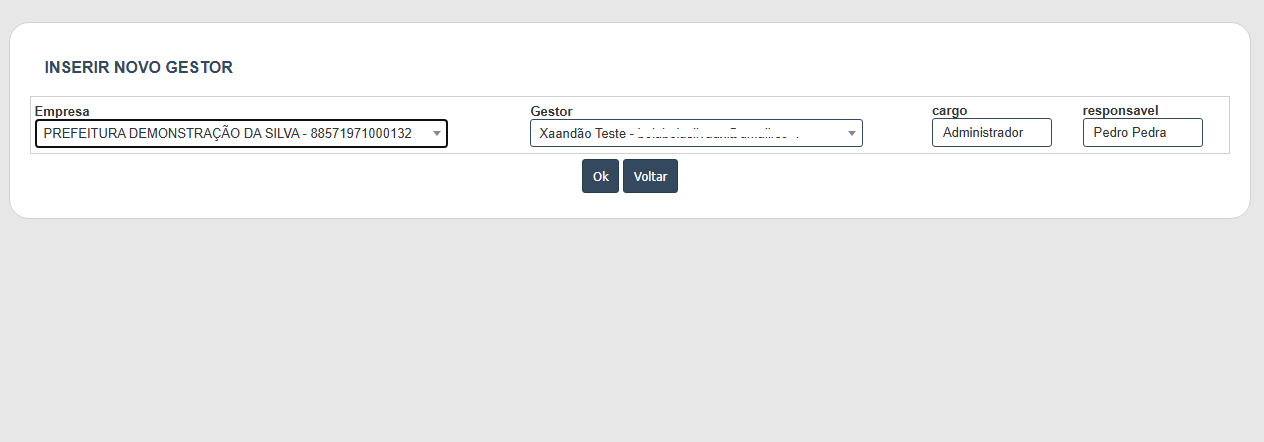 INSERIR NOVO GESTOR
Empresa Gestor cargo responsavel
PREFEITURA DEMONSTRAÇÃO DA SILVA - 88571971000132 Xaandão Teste - Administrador Pedro Pedra
Ok Voltar